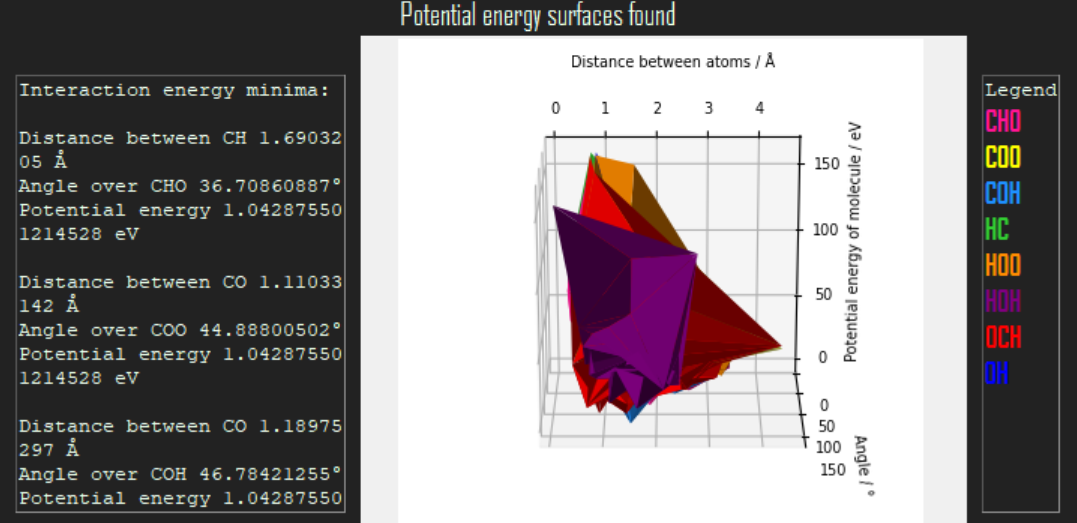 Potential energy surfaces found
Interaction energy minima:
Distance between CH 1.69032
05 Å
Angle over CHO 36.70860887°
Potential energy 1.04287550
1214528 eV
Distance between CO 1.11033
142 Å
Angle over COO 44.88800502°
Potential energy 1.04287550
1214528 eV
Distance between CO 1.18975
297 Å
Angle over COH 46.78421255°
Potential energy 1.04287550
Distance between atoms / Å
0 1 2 3 4
150
100
50
0
Potential energy of molecule / eV
0
50
100
150
Angle / °
Legend
CHO
COO
COH
HC
HOO
HOH
OCH
OH